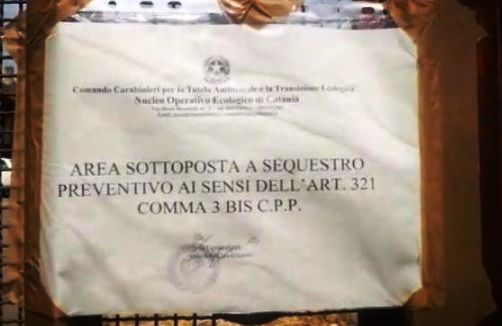 Comando Carabinieri per la Tutela Ambientale e la Transizione Ecologica
Nucleo Operativo Ecologico di Catania
AREA SOTTOPOSTA A SEQUESTRO
PREVENTIVO AI SENSI DELL'ART. 321
COMMA 3 BIS C.P.P.